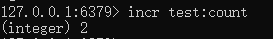 127.0.0.1:6379> incr test:count
(integer) 2